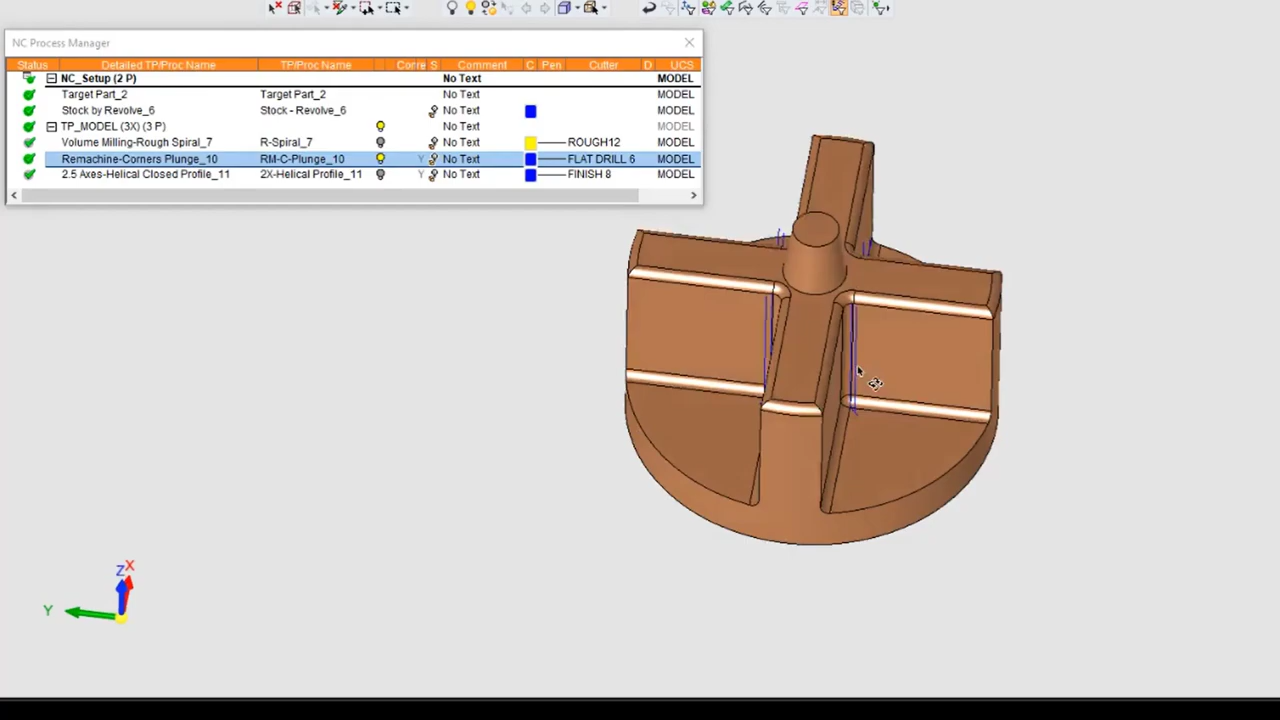 NC Process Manager
Status Detailed TP/Proc Name TP/Proc Name Corre S Comment C Pen Cutter D UCS
NC_Setup (2 P) No Text MODEL
Target Part_2 Target Part_2 No Text MODEL
Stock by Revolve_6 Stock - Revolve_6 No Text MODEL
TP_MODEL (3X) (3 P) No Text MODEL
Volume Milling-Rough Spiral_7 R-Spiral_7 No Text ROUGH12 MODEL
Remachine-Corners Plunge_10 RM-C-Plunge_10 Y No Text FLAT DRILL 6 MODEL
2.5 Axes-Helical Closed Profile_11 2X-Helical Profile_11 Y No Text FINISH 8 MODEL
Z X
Y